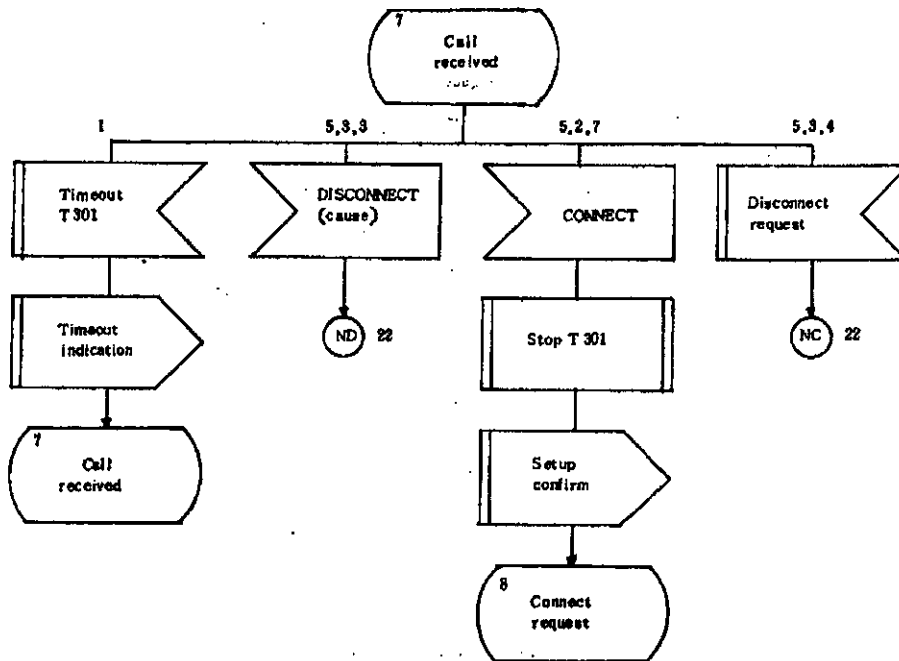 7
Call
received
1
5,3,3
5,2,7
5,3,4
Timeout
T 301
DISCONNECT
(cause)
CONNECT
Disconnect
request
Timeout
indication
ND
22
Stop T 301
NC
22
7
Call
received
Setup
confirm
8
Connect
request